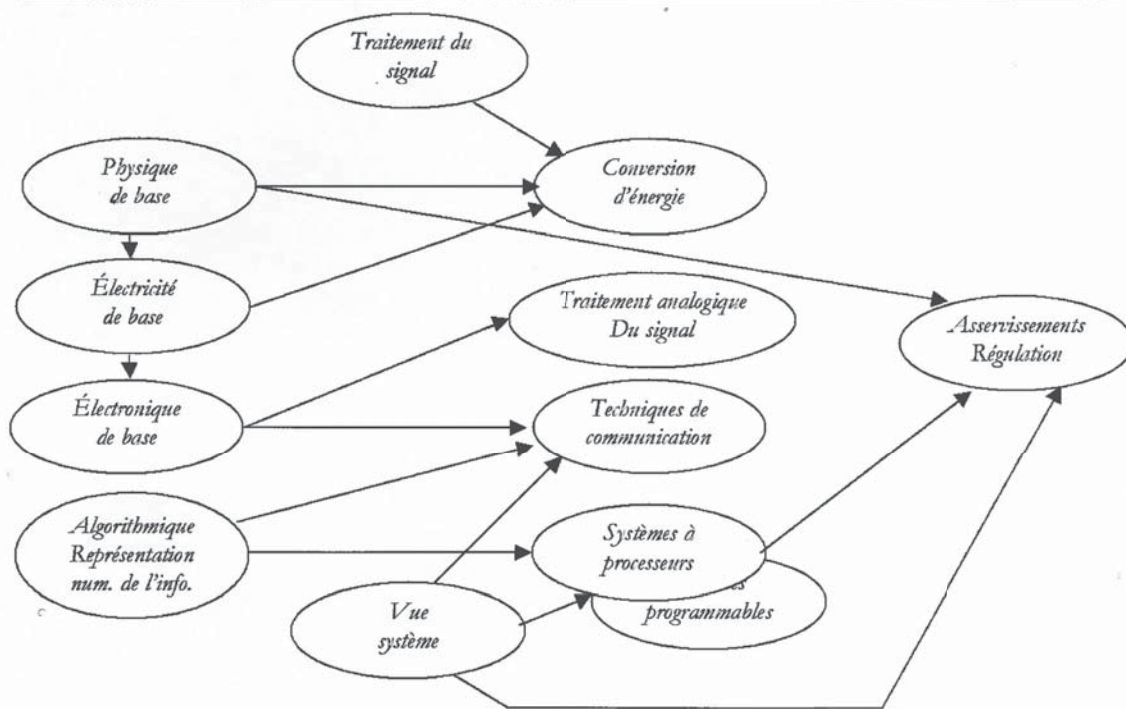 Traitement du
signal
Physique
de base
Conversion
d'énergie
Électricité
de base
Traitement analogique
Du signal
Asservissements
Régulation
Électronique
de base
Techniques de
communication
Algorithmique
Représentation
num. de l'info.
Systèmes à
processeurs
programmables
Vue
système